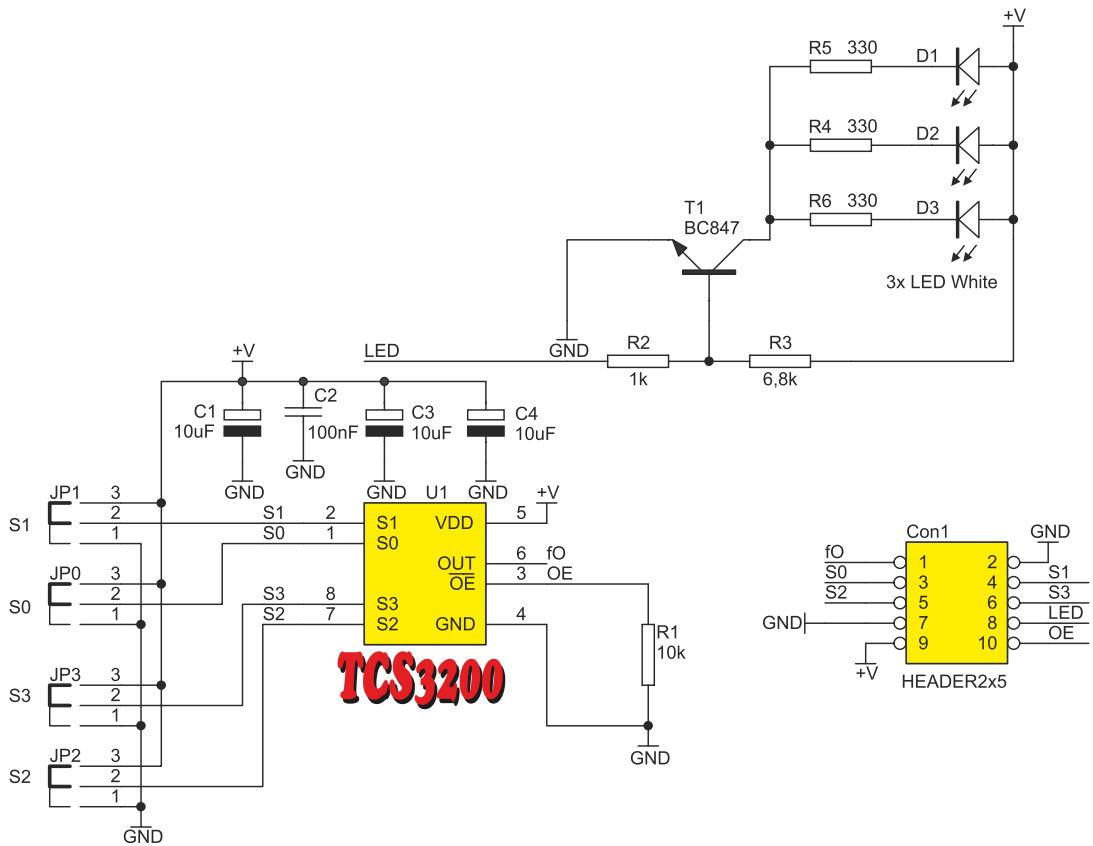 +V
R5 330 D1
R4 330 D2
R6 330 D3
T1
BC847
3x LED White
GND
LED
R2
1k
R3
6,8k
+V
C1
10uF
C2
100nF
C3
10uF
C4
10uF
GND
GND
GND
GND
JP1
3
2
1
S1
JP0
3
2
1
S0
JP3
3
2
1
S3
JP2
3
2
1
S2
GND
U1
S1 2 S1
S0 1 S0
S3 8 S3
S2 7 S2
VDD 5 +V
OUT 6 fO
OE 3 OE
GND 4
TCS3200
R1
10k
GND
Con1
GND
fO 1 2
S0 3 4 S1
S2 5 6 S3
GND 7 8 LED
9 10 OE
+V
HEADER2x5